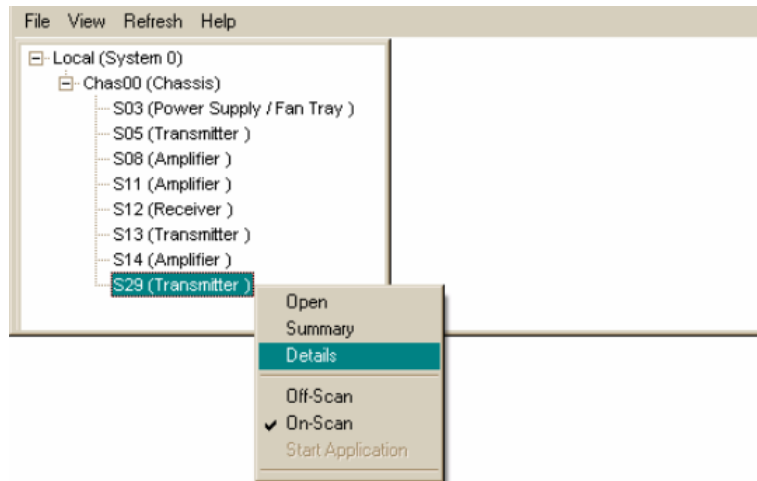 File View Refresh Help
Local (System 0)
Chas00 (Chassis)
S03 (Power Supply / Fan Tray )
S05 (Transmitter )
S08 (Amplifier )
S11 (Amplifier )
S12 (Receiver )
S13 (Transmitter )
S14 (Amplifier )
S29 (Transmitter )
Open
Summary
Details
Off-Scan
On-Scan
Start Application